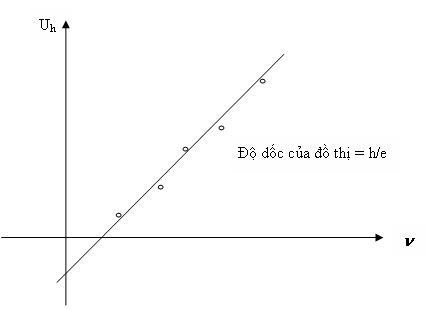 Uh
Độ dốc của đồ thị = h/e
ν